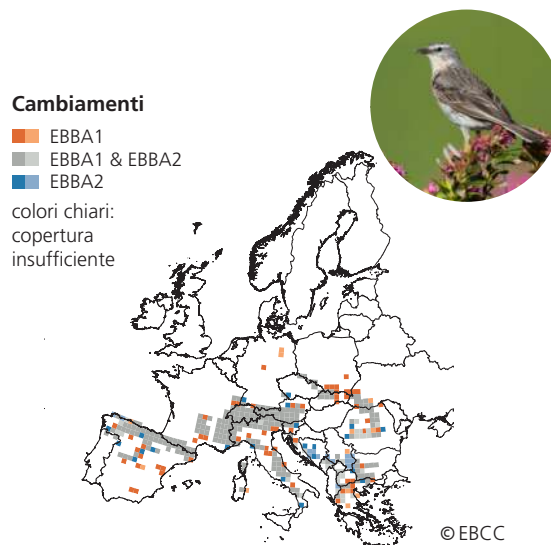 Cambiamenti
EBBA1
EBBA1 & EBBA2
EBBA2
colori chiari:
copertura
insufficiente
© EBCC